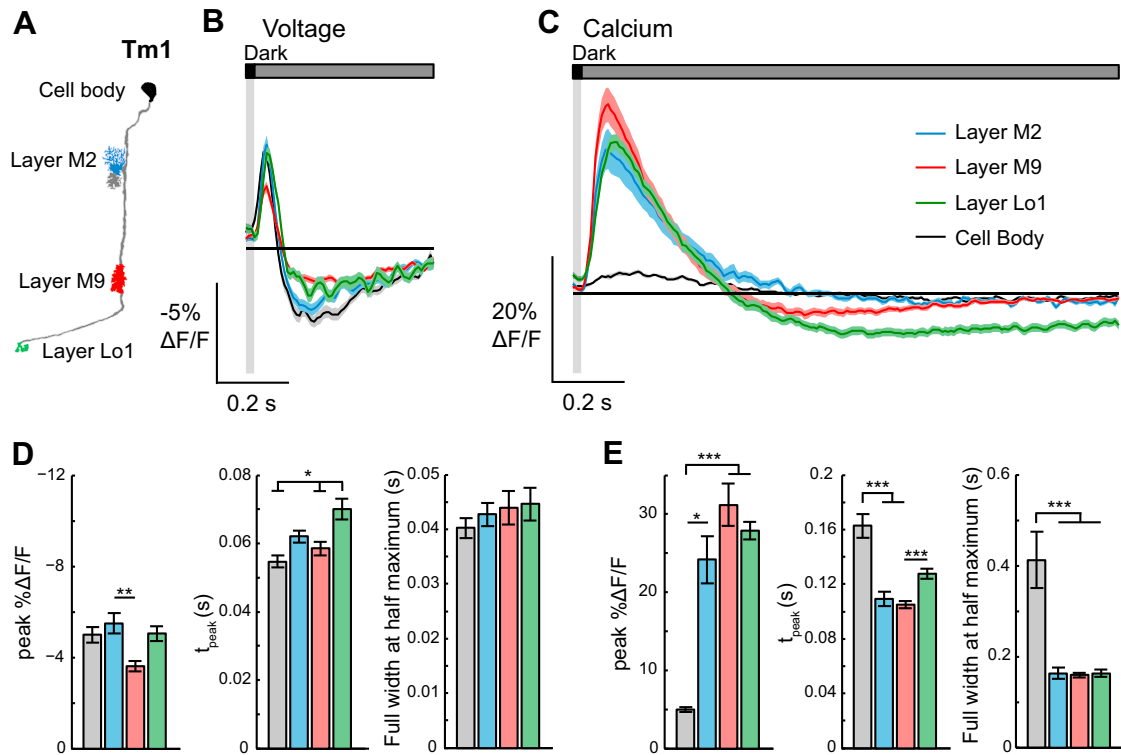 A
Tm1
Cell body
Layer M2
Layer M9
Layer Lo1
B
Voltage
Dark
-5%
ΔF/F
0.2 s
C
Calcium
Dark
Layer M2
Layer M9
Layer Lo1
Cell Body
20%
ΔF/F
0.2 s
D
peak %ΔF/F
−12
−8
−4
0
**
t peak (s)
0.08
0.06
0.04
0.02
0
*
Full width at half maximum (s)
0.05
0.04
0.03
0.02
0.01
0
E
peak %ΔF/F
30
20
10
5
0
***
*
t peak (s)
0.2
0.16
0.12
0.08
0.04
0
***
***
Full width at half maximum (s)
0.6
0.4
0.2
0
***